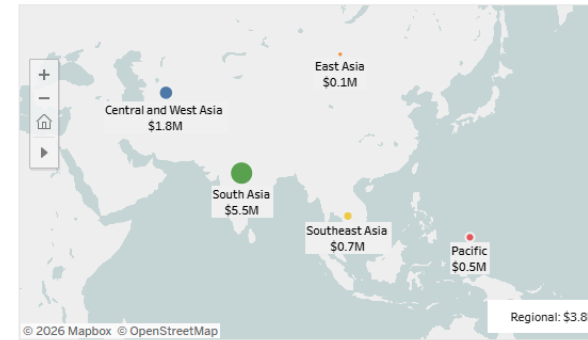 East Asia
$0.1M
Central and West Asia
$1.8M
South Asia
$5.5M
Southeast Asia
$0.7M
Pacific
$0.5M
Regional: $3.8
© 2026 Mapbox © OpenStreetMap